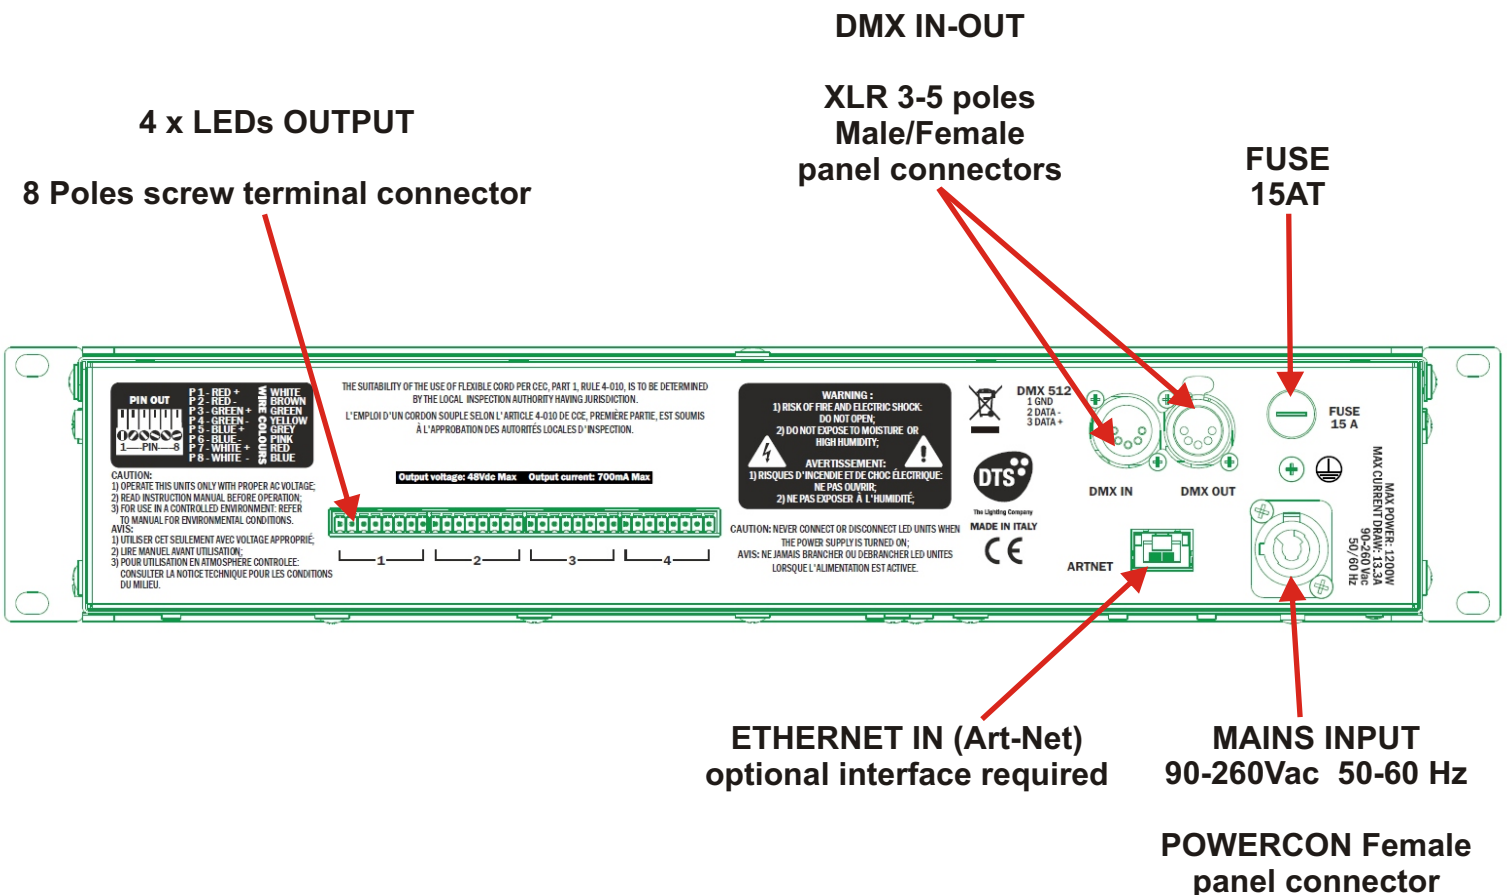 DMX IN-OUT
XLR 3-5 poles
Male/Female
panel connectors
4 x LEDs OUTPUT
8 Poles screw terminal connector
FUSE
15AT
PIN OUT
1-----PIN-----8
P 1 - RED +
P 2 - RED -
P 3 - GREEN +
P 4 - GREEN -
P 5 - BLUE +
P 6 - BLUE -
P 7 - WHITE +
P 8 - WHITE -
WIRE COLOURS
WHITE
BROWN
GREEN
YELLOW
GREY
PINK
RED
BLUE
CAUTION:
1) OPERATE THIS UNITS ONLY WITH PROPER AC VOLTAGE;
2) READ INSTRUCTION MANUAL BEFORE OPERATION;
3) FOR USE IN A CONTROLLED ENVIRONMENT: REFER
TO MANUAL FOR ENVIRONMENTAL CONDITIONS.
AVIS:
1) UTILISER CET SEULEMENT AVEC VOLTAGE APPROPRIÉ;
2) LIRE MANUEL AVANT UTILISATION;
3) POUR UTILISATION EN ATMOSPHÈRE CONTROLEE:
CONSULTER LA NOTICE TECHNIQUE POUR LES CONDITIONS
DU MILIEU.
THE SUITABILITY OF THE USE OF FLEXIBLE CORD PER CEC, PART 1, RULE 4-010, IS TO BE DETERMINED
BY THE LOCAL INSPECTION AUTHORITY HAVING JURISDICTION.
L'EMPLOI D'UN CORDON SOUPLE SELON L'ARTICLE 4-010 DE CCE, PREMIÈRE PARTIE, EST SOUMIS
À L'APPROBATION DES AUTORITÉS LOCALES D'INSPECTION.
Output voltage: 48Vdc Max Output current: 700mA Max
1 2 3 4
WARNING :
1) RISK OF FIRE AND ELECTRIC SHOCK:
DO NOT OPEN;
2) DO NOT EXPOSE TO MOISTURE OR
HIGH HUMIDITY;
AVERTISSEMENT:
1) RISQUES D'INCENDIE ET DE CHOC ÉLECTRIQUE:
NE PAS OUVRIR;
2) NE PAS EXPOSER À L'HUMIDITÉ;
CAUTION: NEVER CONNECT OR DISCONNECT LED UNITS WHEN
THE POWER SUPPLY IS TURNED ON;
AVIS: NE JAMAIS BRANCHER OU DEBRANCHER LED UNITES
LORSQUE L'ALIMENTATION EST ACTIVEE.
DMX 512
1 GND
2 DATA -
3 DATA +
DTS
The Lighting Company
MADE IN ITALY
CE
DMX IN
DMX OUT
ARTNET
FUSE
15 A
MAX POWER: 1200W
MAX CURRENT DRAW: 13.3A
90-260 Vac
50/60 Hz
ETHERNET IN (Art-Net)
optional interface required
MAINS INPUT
90-260Vac 50-60 Hz
POWERCON Female
panel connector